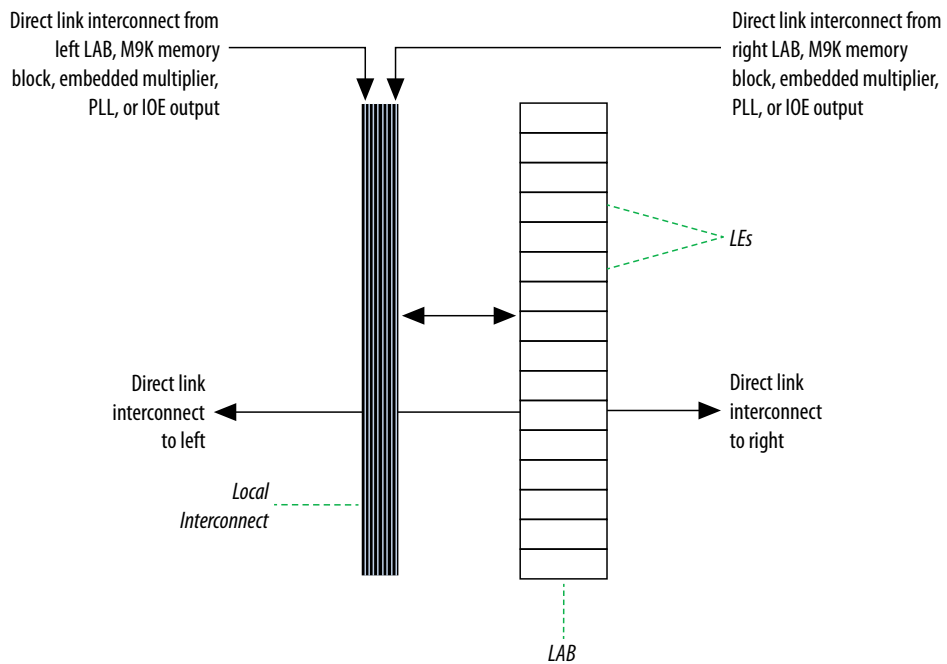 Direct link interconnect from
left LAB, M9K memory
block, embedded multiplier,
PLL, or IOE output
Direct link interconnect from
right LAB, M9K memory
block, embedded multiplier,
PLL, or IOE output
LEs
Direct link
interconnect
to left
Direct link
interconnect
to right
Local
Interconnect
LAB